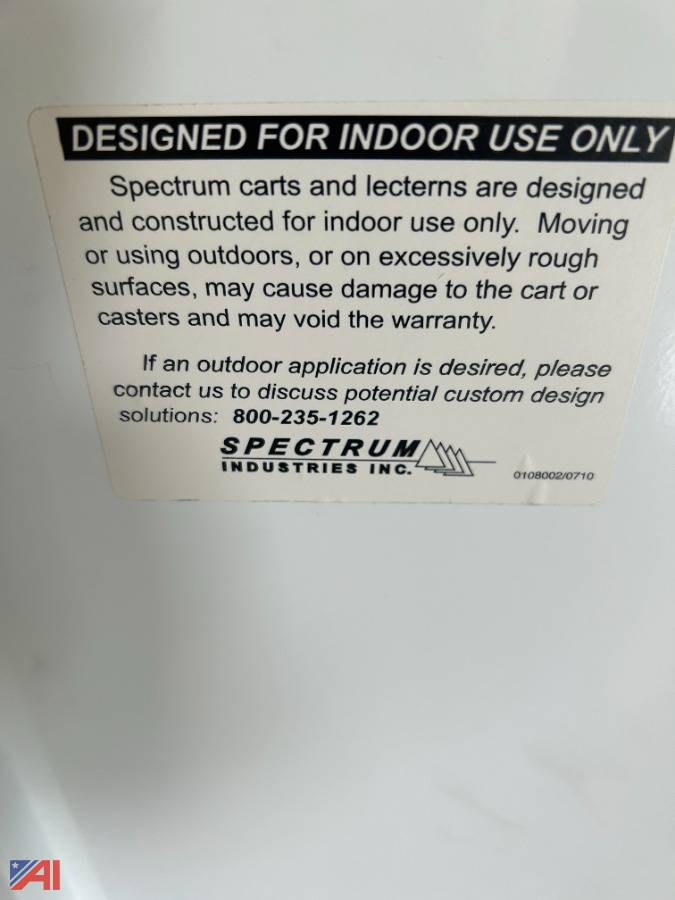 DESIGNED FOR INDOOR USE ONLY
Spectrum carts and lecterns are designed
and constructed for indoor use only. Moving
or using outdoors, or on excessively rough
surfaces, may cause damage to the cart or
casters and may void the warranty.
If an outdoor application is desired, please
contact us to discuss potential custom design
solutions: 800-235-1262
SPECTRUM
INDUSTRIES INC.
0108002/0710
AI